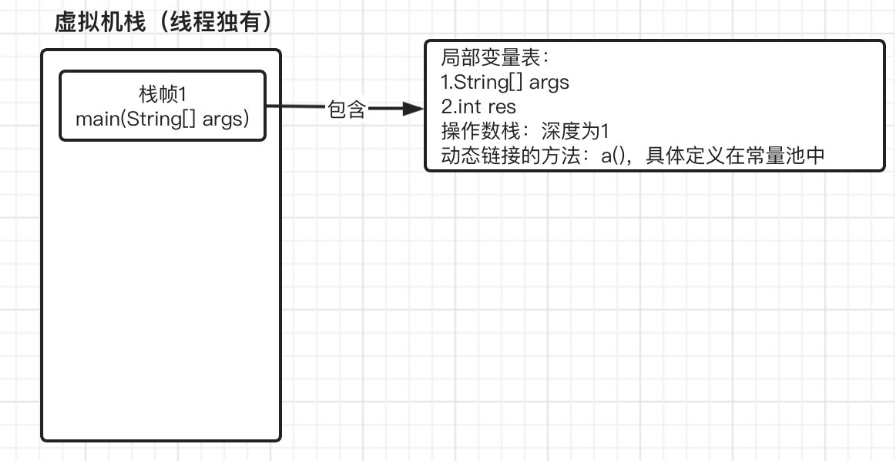 虚拟机栈（线程独有）
栈帧1
main(String[] args)
包含
局部变量表：
1.String[] args
2.int res
操作数栈：深度为1
动态链接的方法：a()，具体定义在常量池中